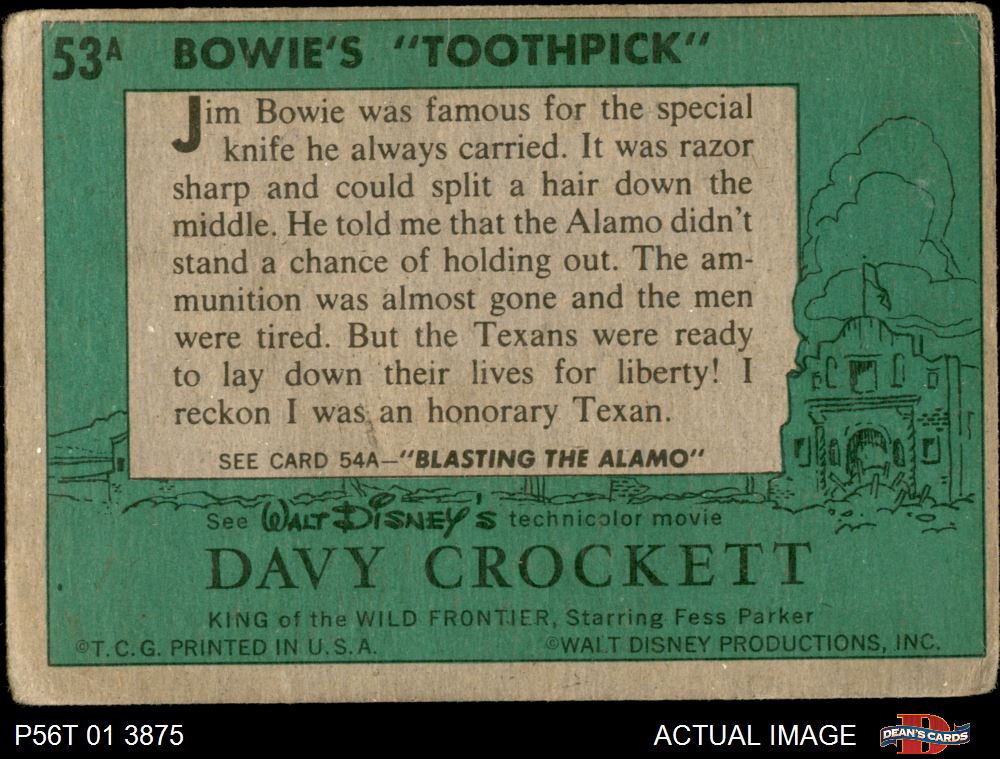 53A BOWIE'S "TOOTHPICK"
Jim Bowie was famous for the special
knife he always carried. It was razor
sharp and could split a hair down the
middle. He told me that the Alamo didn't
stand a chance of holding out. The am-
munition was almost gone and the men
were tired. But the Texans were ready
to lay down their lives for liberty! I
reckon I was an honorary Texan.
SEE CARD 54A—"BLASTING THE ALAMO"
See WALT DISNEY'S technicolor movie
DAVY CROCKETT
KING of the WILD FRONTIER, Starring Fess Parker
©T.C.G. PRINTED IN U.S.A. ©WALT DISNEY PRODUCTIONS, INC.
P56T 01 3875 ACTUAL IMAGE D DEAN'S CARDS